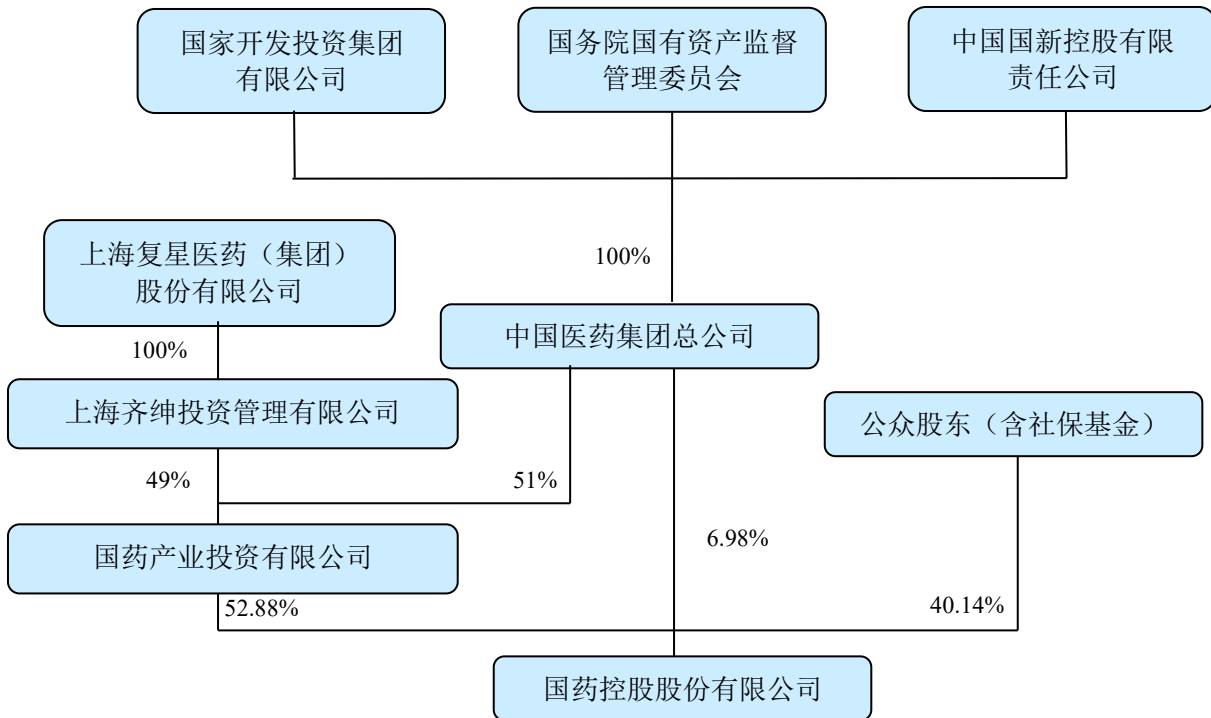 国家开发投资集团
有限公司
国务院国有资产监督
管理委员会
中国国新控股有限
责任公司
上海复星医药（集团）
股份有限公司
100%
100%
中国医药集团总公司
上海齐绅投资管理有限公司
公众股东（含社保基金）
49%
51%
国药产业投资有限公司
6.98%
52.88%
40.14%
国药控股股份有限公司